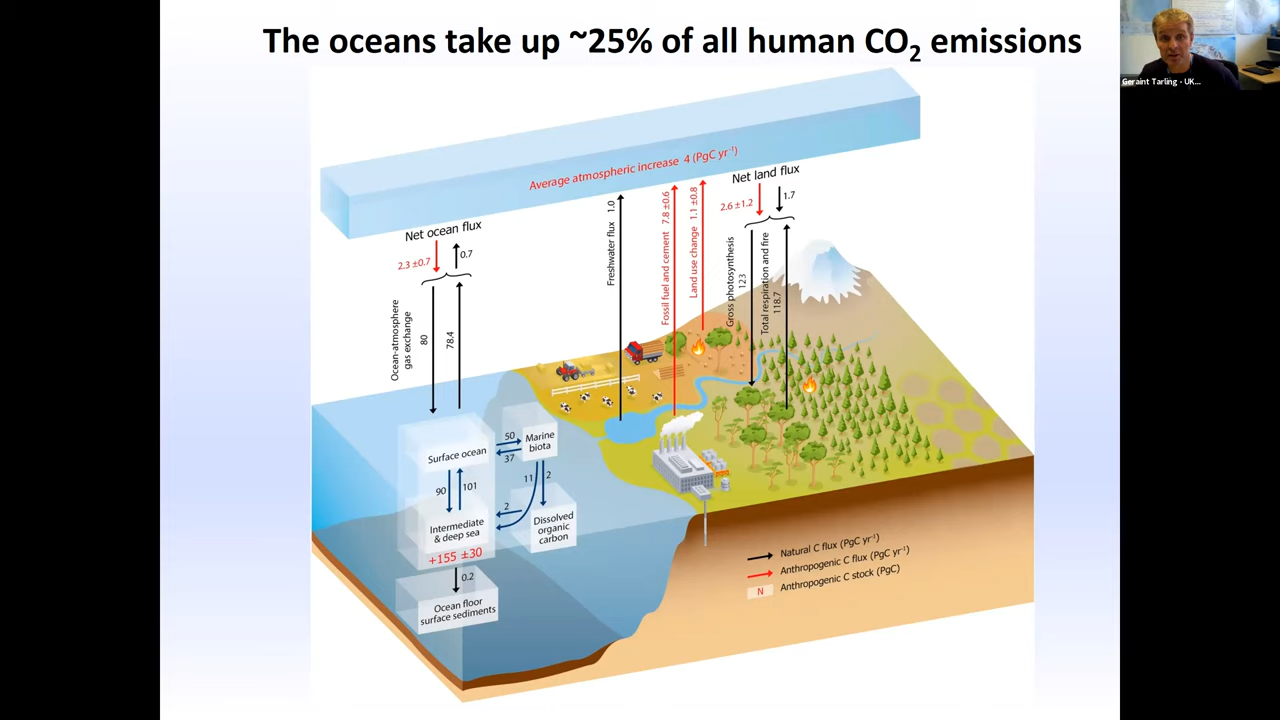 The oceans take up ~25% of all human CO2 emissions
Geraint Tarling - UK...
Average atmospheric increase 4 (PgC yr-1)
Net ocean flux
2.3 ±0.7
0.7
Ocean-atmosphere
gas exchange
80
78.4
Freshwater flux 1.0
Fossil fuel and cement 7.8 ±0.6
Land use change 1.1 ±0.8
Net land flux
2.6 ±1.2
1.7
Gross photosynthesis
123
Total respiration and fire
118.7
Surface ocean
50
37
Marine
biota
90
101
11
2
2
Intermediate
& deep sea
+155 ±30
Dissolved
organic
carbon
0.2
Ocean floor
surface sediments
Natural C flux (PgC yr-1)
Anthropogenic C flux (PgC yr-1)
N
Anthropogenic C stock (PgC)